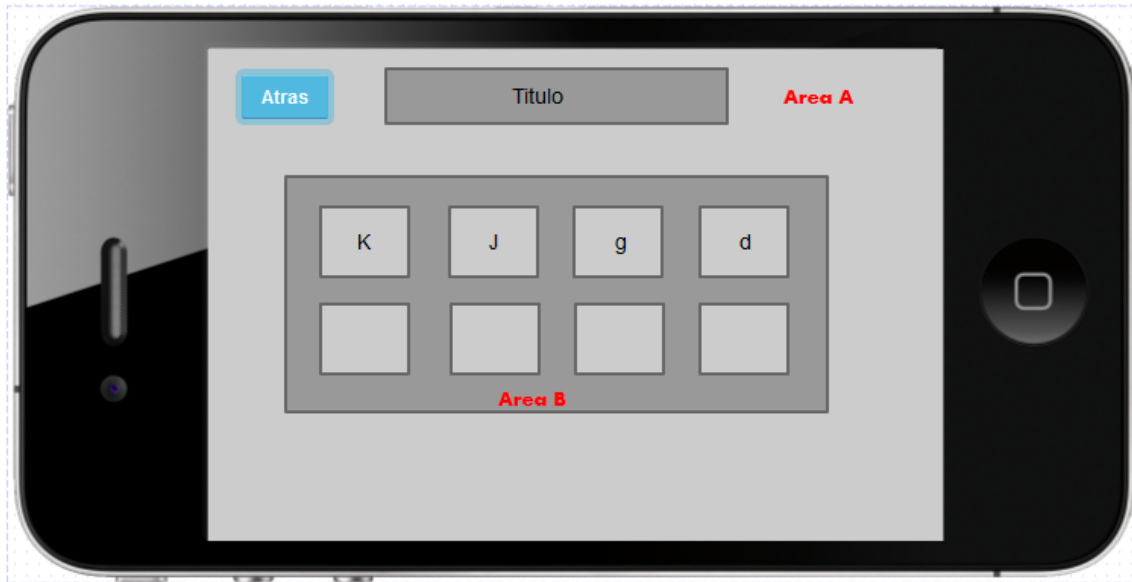 Atras
Titulo
Area A
K
J
g
d
Area B